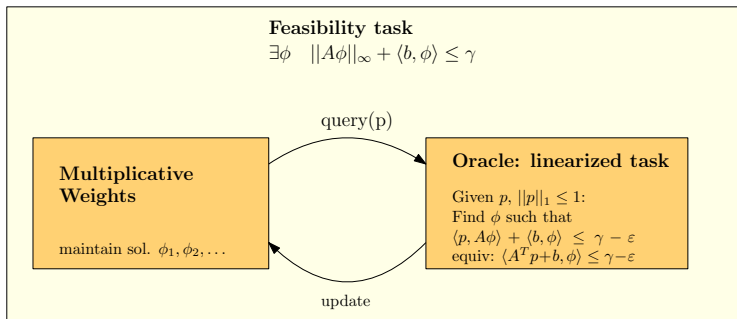 Feasibility task
∃ϕ ||Aϕ||∞ + ⟨b, ϕ⟩ ≤ γ
query(p)
Multiplicative
Weights
maintain sol. ϕ₁, ϕ₂, …
Oracle: linearized task
Given p, ||p||₁ ≤ 1:
Find ϕ such that
⟨p, Aϕ⟩ + ⟨b, ϕ⟩ ≤ γ − ε
equiv: ⟨Aᵀp+b, ϕ⟩ ≤ γ−ε
update